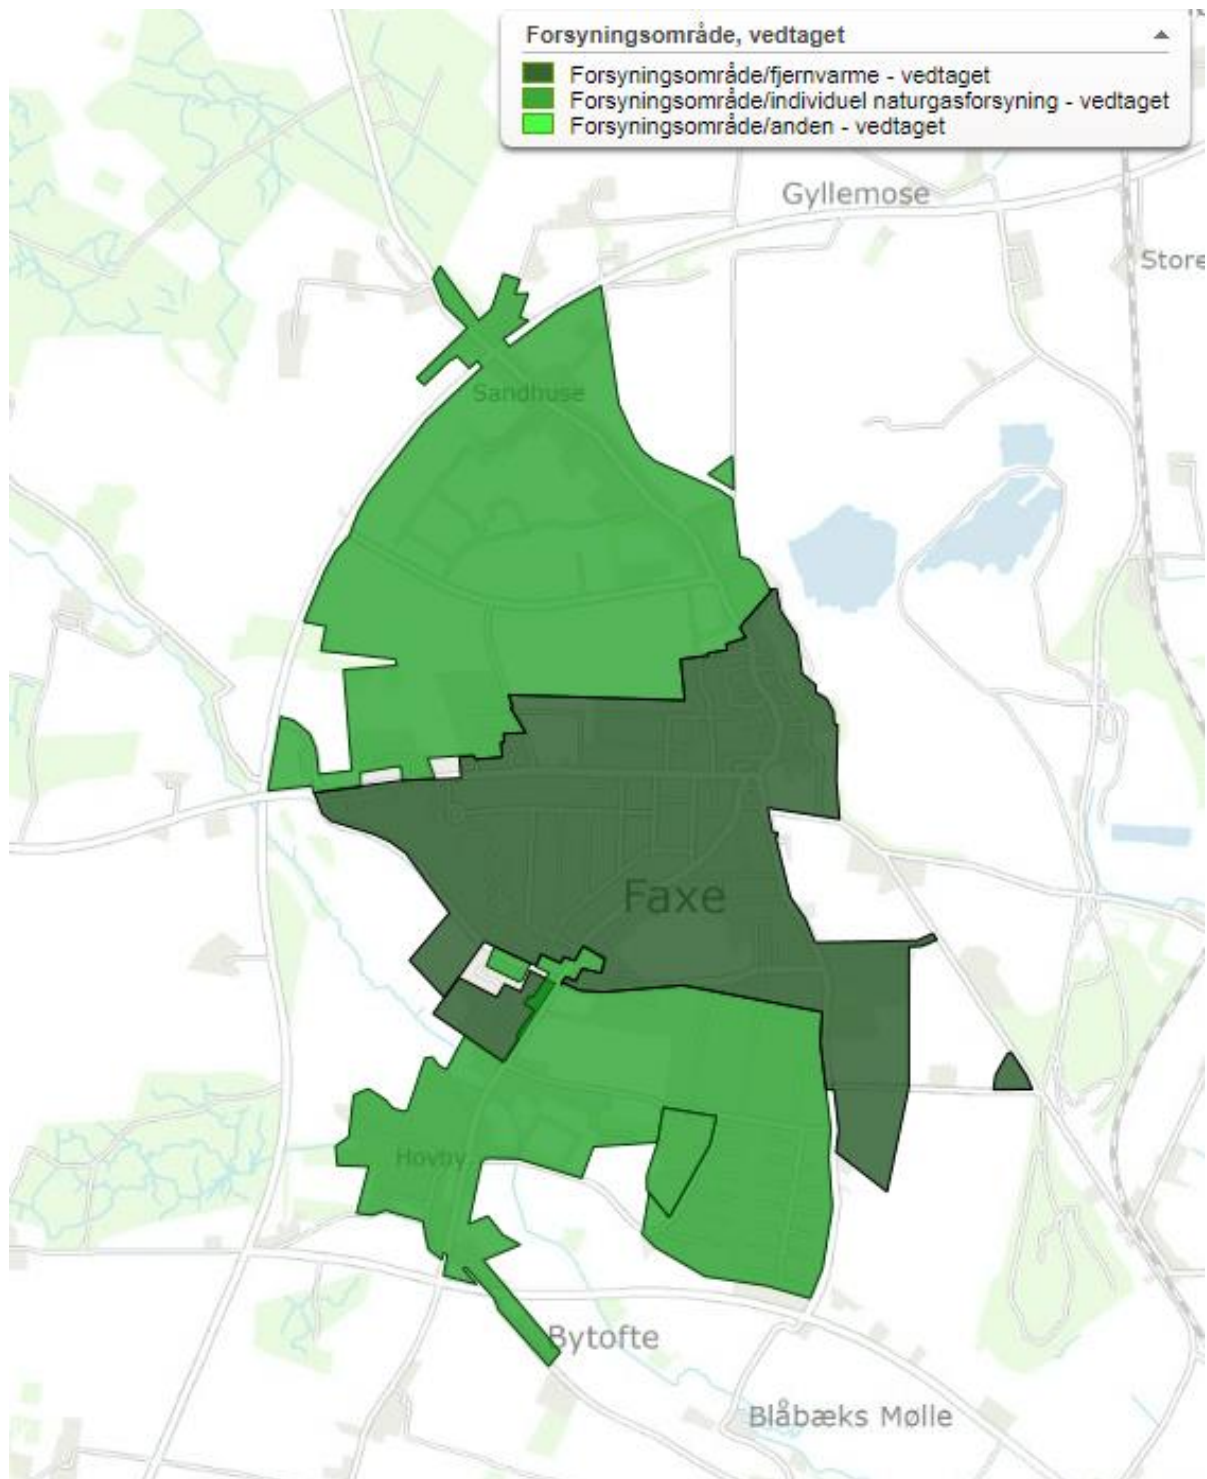 Forsyningsområde, vedtaget
Forsyningsområde/fjernvarme - vedtaget
Forsyningsområde/individuel naturgasforsyning - vedtaget
Forsyningsområde/anden - vedtaget
Gyllemose
Store
Sandhuse
Faxe
Hovby
Bytofte
Blåbæks Mølle